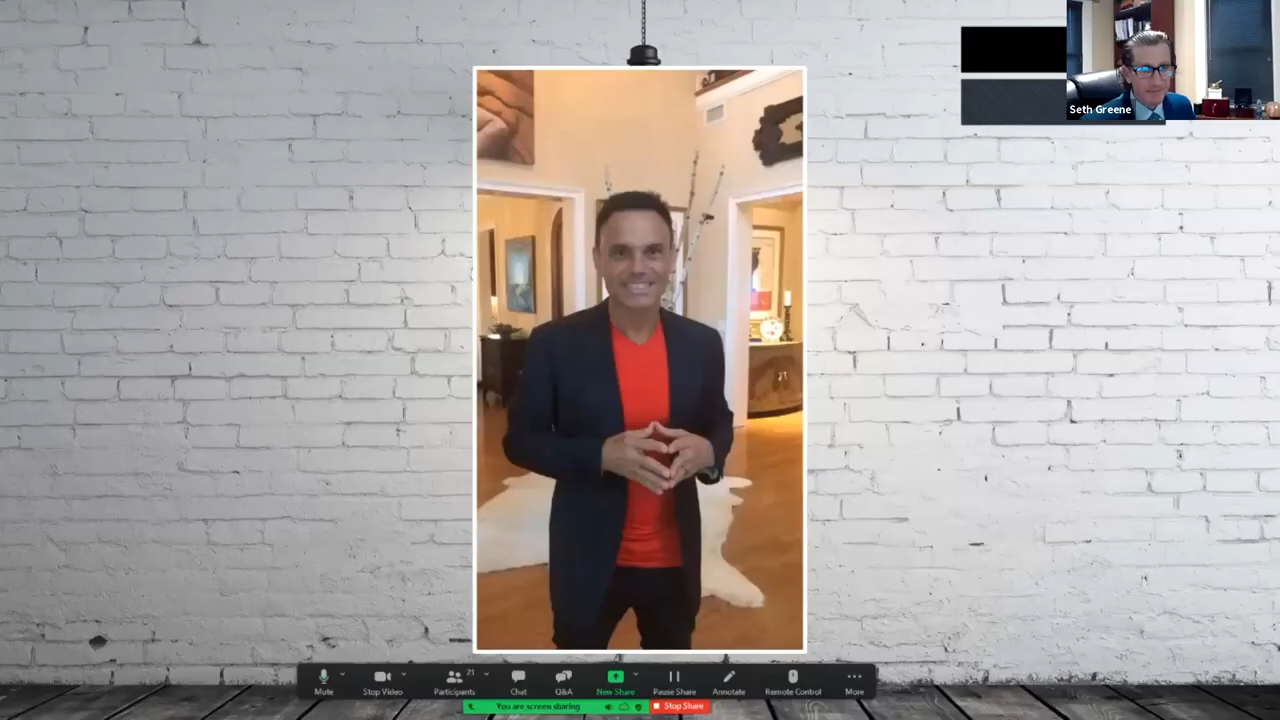 Seth Greene
21
Mute
Stop Video
Participants
Chat
Q&A
New Share
Pause Share
Annotate
Remote Control
More
You are screen sharing
Stop Share